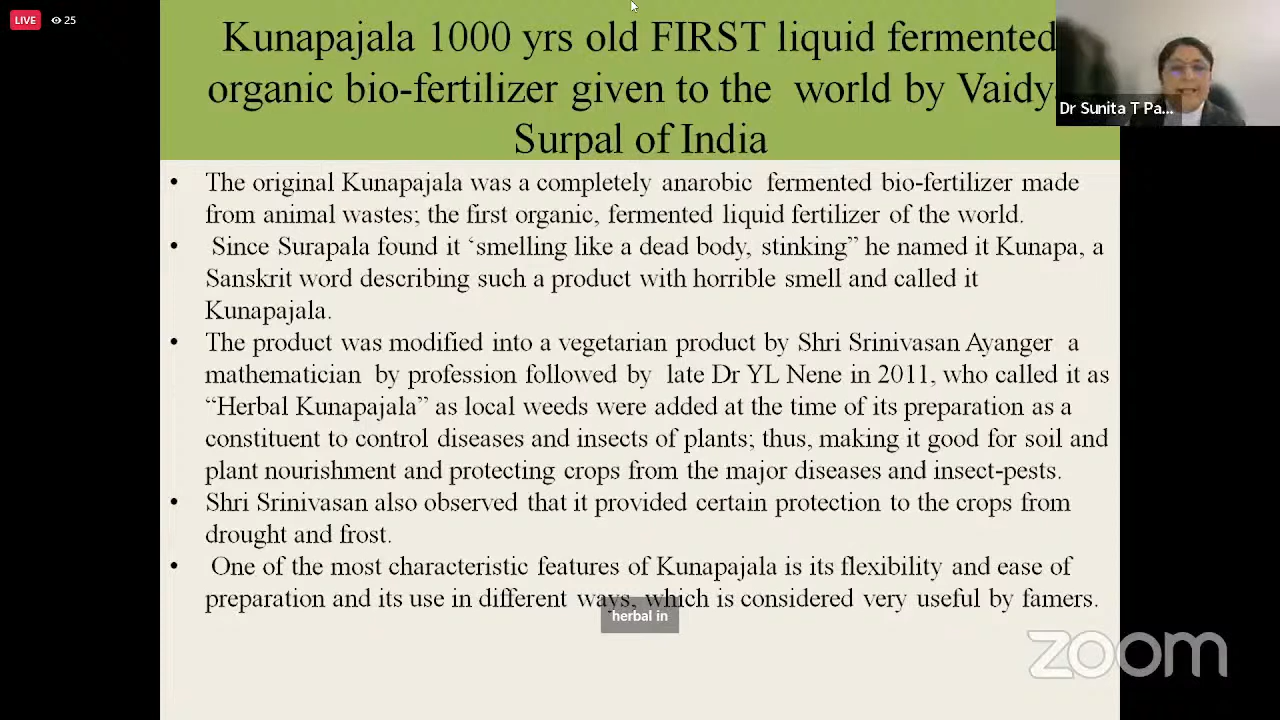 LIVE
25
Kunapajala 1000 yrs old FIRST liquid fermented
organic bio-fertilizer given to the world by Vaidy
Surpal of India
Dr Sunita T Pa...
• The original Kunapajala was a completely anarobic fermented bio-fertilizer made
from animal wastes; the first organic, fermented liquid fertilizer of the world.
• Since Surapala found it ‘smelling like a dead body, stinking” he named it Kunapa, a
Sanskrit word describing such a product with horrible smell and called it
Kunapajala.
• The product was modified into a vegetarian product by Shri Srinivasan Ayanger a
mathematician by profession followed by late Dr YL Nene in 2011, who called it as
“Herbal Kunapajala” as local weeds were added at the time of its preparation as a
constituent to control diseases and insects of plants; thus, making it good for soil and
plant nourishment and protecting crops from the major diseases and insect-pests.
• Shri Srinivasan also observed that it provided certain protection to the crops from
drought and frost.
• One of the most characteristic features of Kunapajala is its flexibility and ease of
preparation and its use in different ways, which is considered very useful by famers.
herbal in
zoom